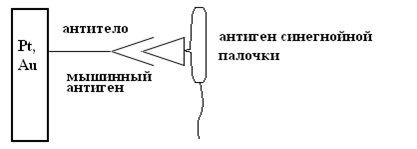 Pt,
Au
антитело
мышинный
антиген
антиген синегнойной
палочки